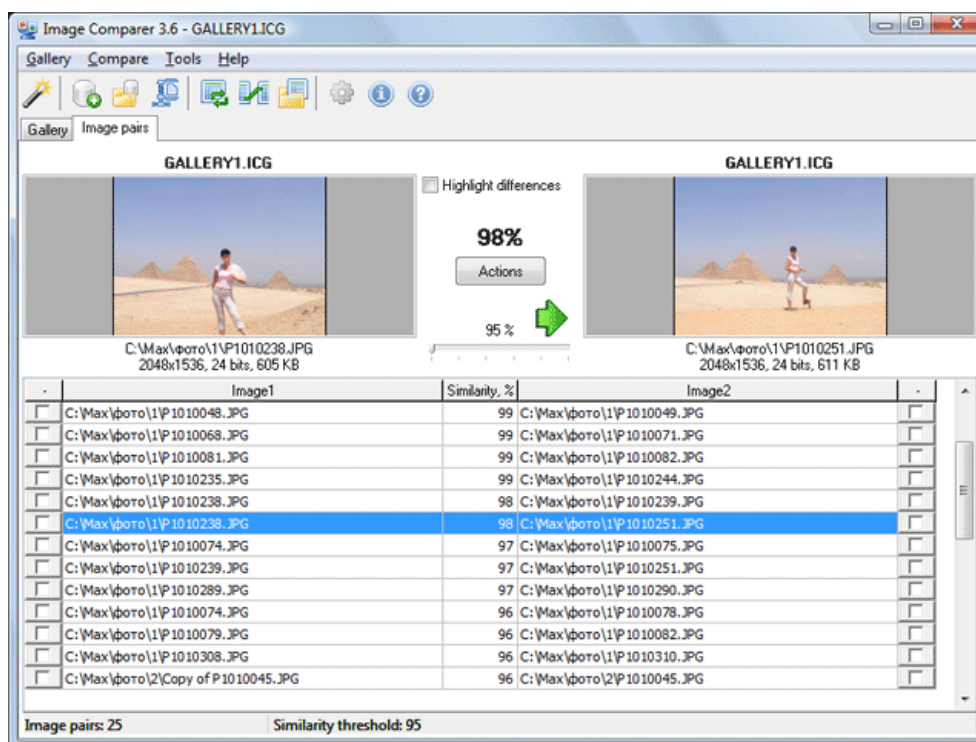 Image Comparer 3.6 - GALLERY1.ICG
Gallery Compare Tools Help
Gallery Image pairs
GALLERY1.ICG GALLERY1.ICG
Highlight differences
98%
Actions
95 %
C:\Max\фото\1\P1010238.JPG C:\Max\фото\1\P1010251.JPG
2048x1536, 24 bits, 605 KB 2048x1536, 24 bits, 611 KB
- Image1 Similarity, % Image2 -
C:\Max\фото\1\P1010048.JPG 99 C:\Max\фото\1\P1010049.JPG
C:\Max\фото\1\P1010068.JPG 99 C:\Max\фото\1\P1010071.JPG
C:\Max\фото\1\P1010081.JPG 99 C:\Max\фото\1\P1010082.JPG
C:\Max\фото\1\P1010235.JPG 99 C:\Max\фото\1\P1010244.JPG
C:\Max\фото\1\P1010238.JPG 98 C:\Max\фото\1\P1010239.JPG
C:\Max\фото\1\P1010238.JPG 98 C:\Max\фото\1\P1010251.JPG
C:\Max\фото\1\P1010074.JPG 97 C:\Max\фото\1\P1010075.JPG
C:\Max\фото\1\P1010239.JPG 97 C:\Max\фото\1\P1010251.JPG
C:\Max\фото\1\P1010289.JPG 97 C:\Max\фото\1\P1010290.JPG
C:\Max\фото\1\P1010074.JPG 96 C:\Max\фото\1\P1010078.JPG
C:\Max\фото\1\P1010079.JPG 96 C:\Max\фото\1\P1010082.JPG
C:\Max\фото\1\P1010308.JPG 96 C:\Max\фото\1\P1010310.JPG
C:\Max\фото\2\Copy of P1010045.JPG 96 C:\Max\фото\2\P1010045.JPG
Image pairs: 25 Similarity threshold: 95